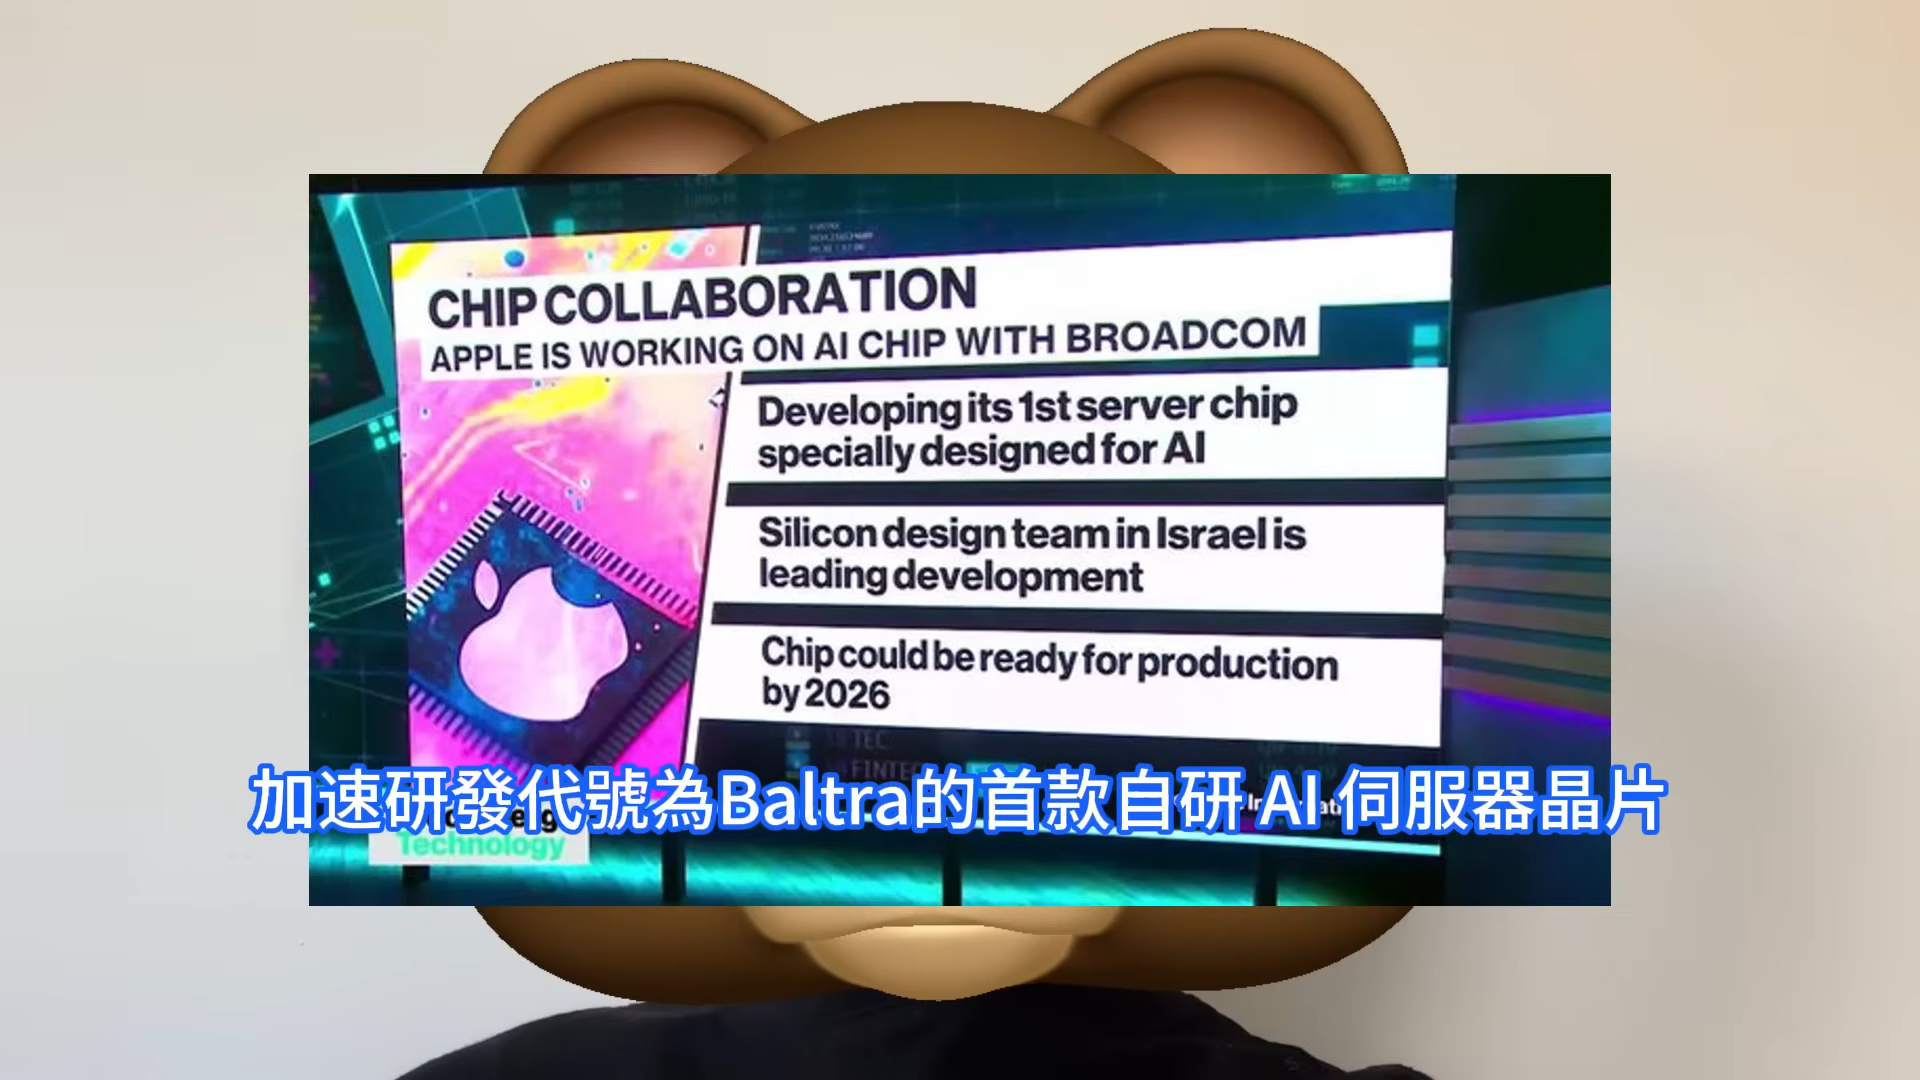 CHIP COLLABORATION
APPLE IS WORKING ON AI CHIP WITH BROADCOM
Developing its 1st server chip
specially designed for AI
Silicon design team in Israel is
leading development
Chip could be ready for production
by 2026
TEC
FINTEC
加速研發代號為Baltra的首款自研 AI 伺服器晶片
Technology